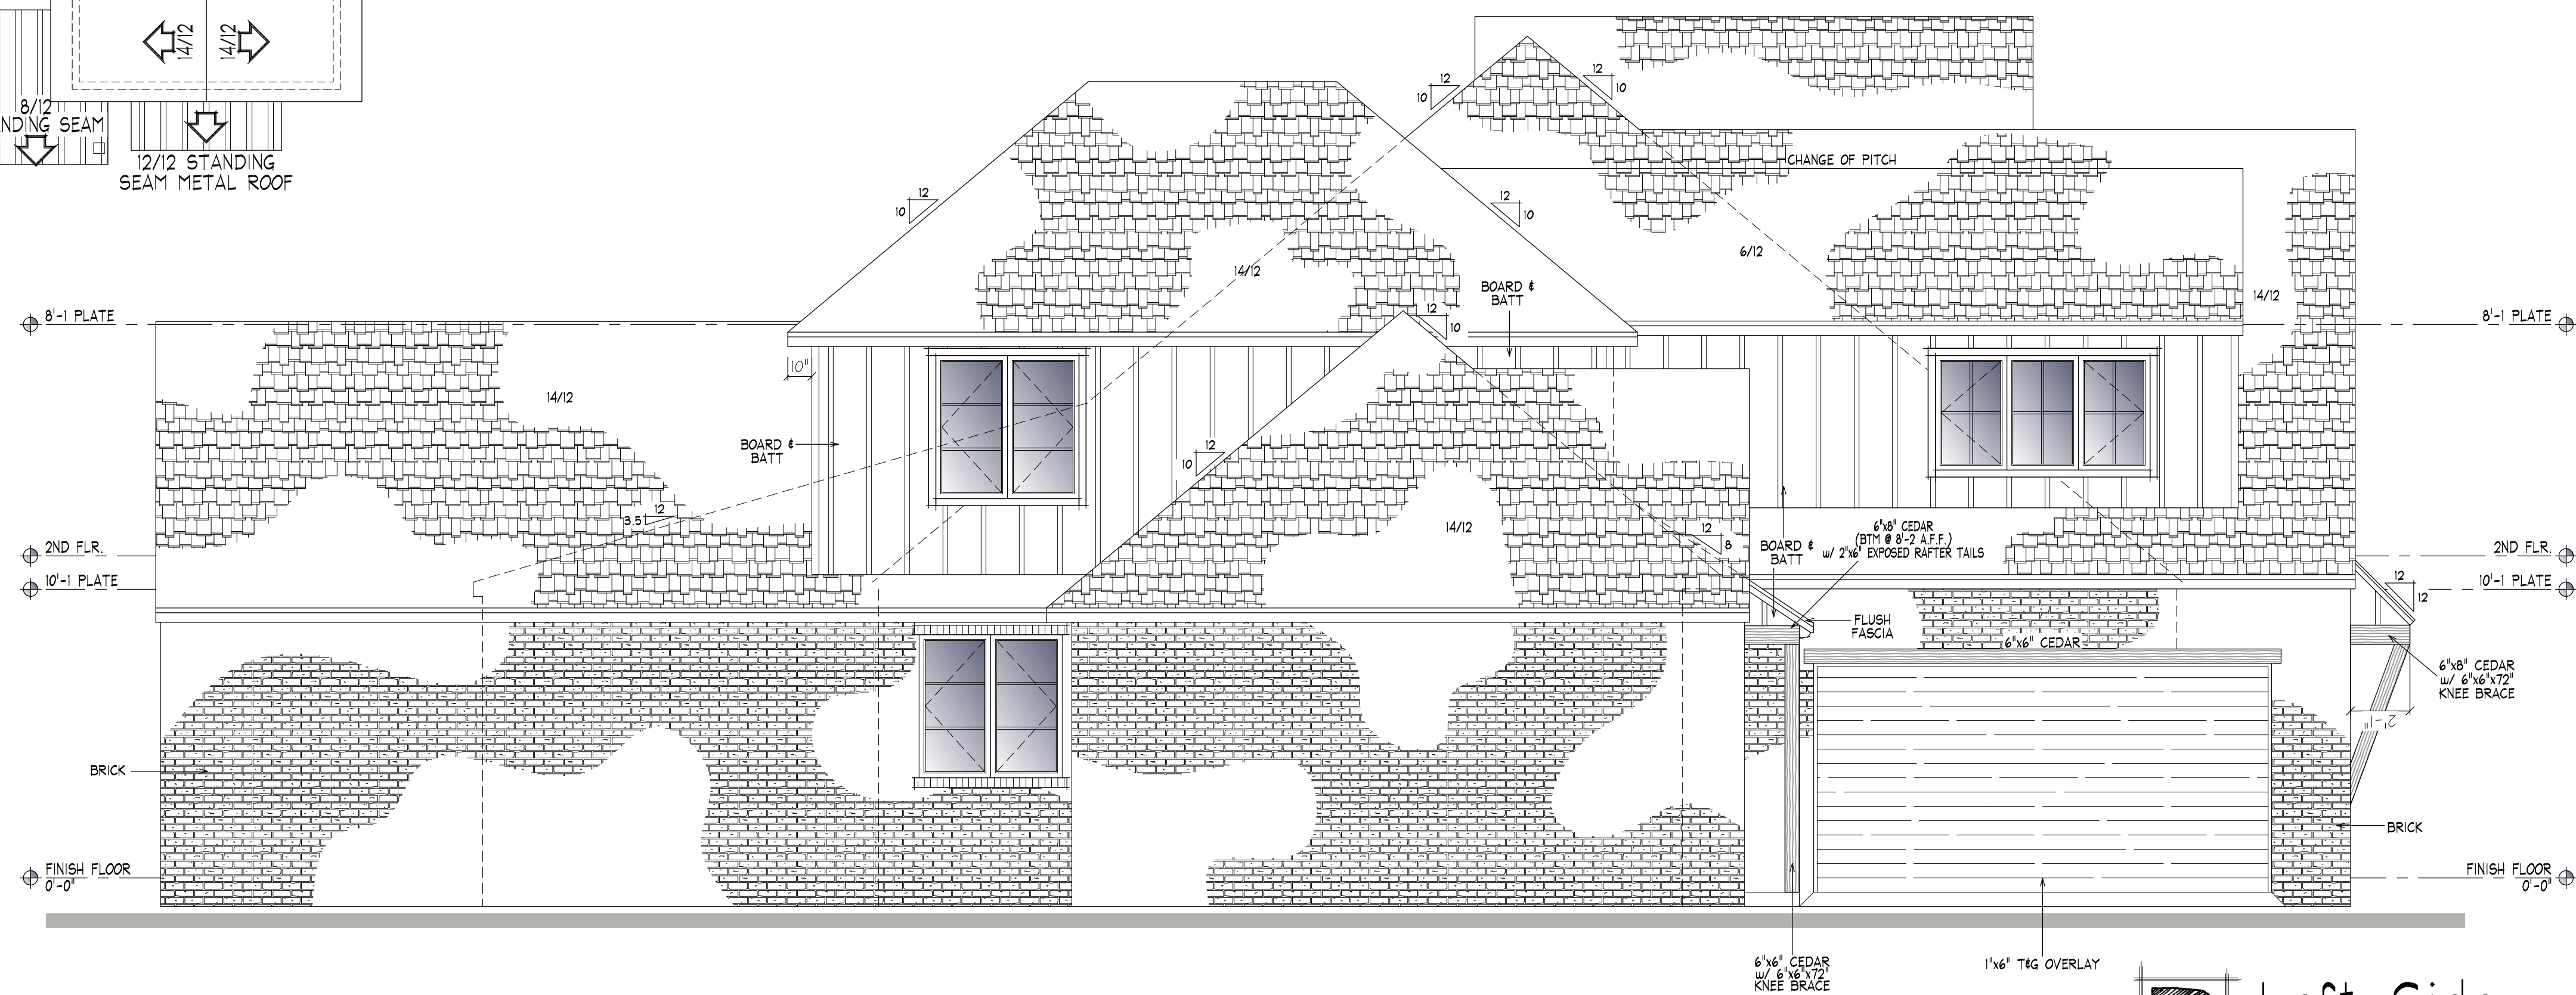 14/12
14/12
8/12
NDING SEAM
12/12 STANDING
SEAM METAL ROOF
12
10
12
10
CHANGE OF PITCH
12
10
12
10
14/12
6/12
14/12
BOARD &
BATT
12
10
8'-1 PLATE
8'-1 PLATE
10"
14/12
BOARD &
BATT
12
10
12
3.5
14/12
12
8
6"x8" CEDAR
(BTM @ 8'-2 A.F.F.)
w/ 2"x6" EXPOSED RAFTER TAILS
BOARD &
BATT
2ND FLR.
2ND FLR.
10'-1 PLATE
10'-1 PLATE
12
12
FLUSH
FASCIA
6"x6" CEDAR
6"x8" CEDAR
w/ 6"x6"x72"
KNEE BRACE
2'-1"
BRICK
BRICK
FINISH FLOOR
0'-0"
FINISH FLOOR
0'-0"
6"x6" CEDAR
w/ 6"x6"x72"
KNEE BRACE
1"x6" T&G OVERLAY
Left Side